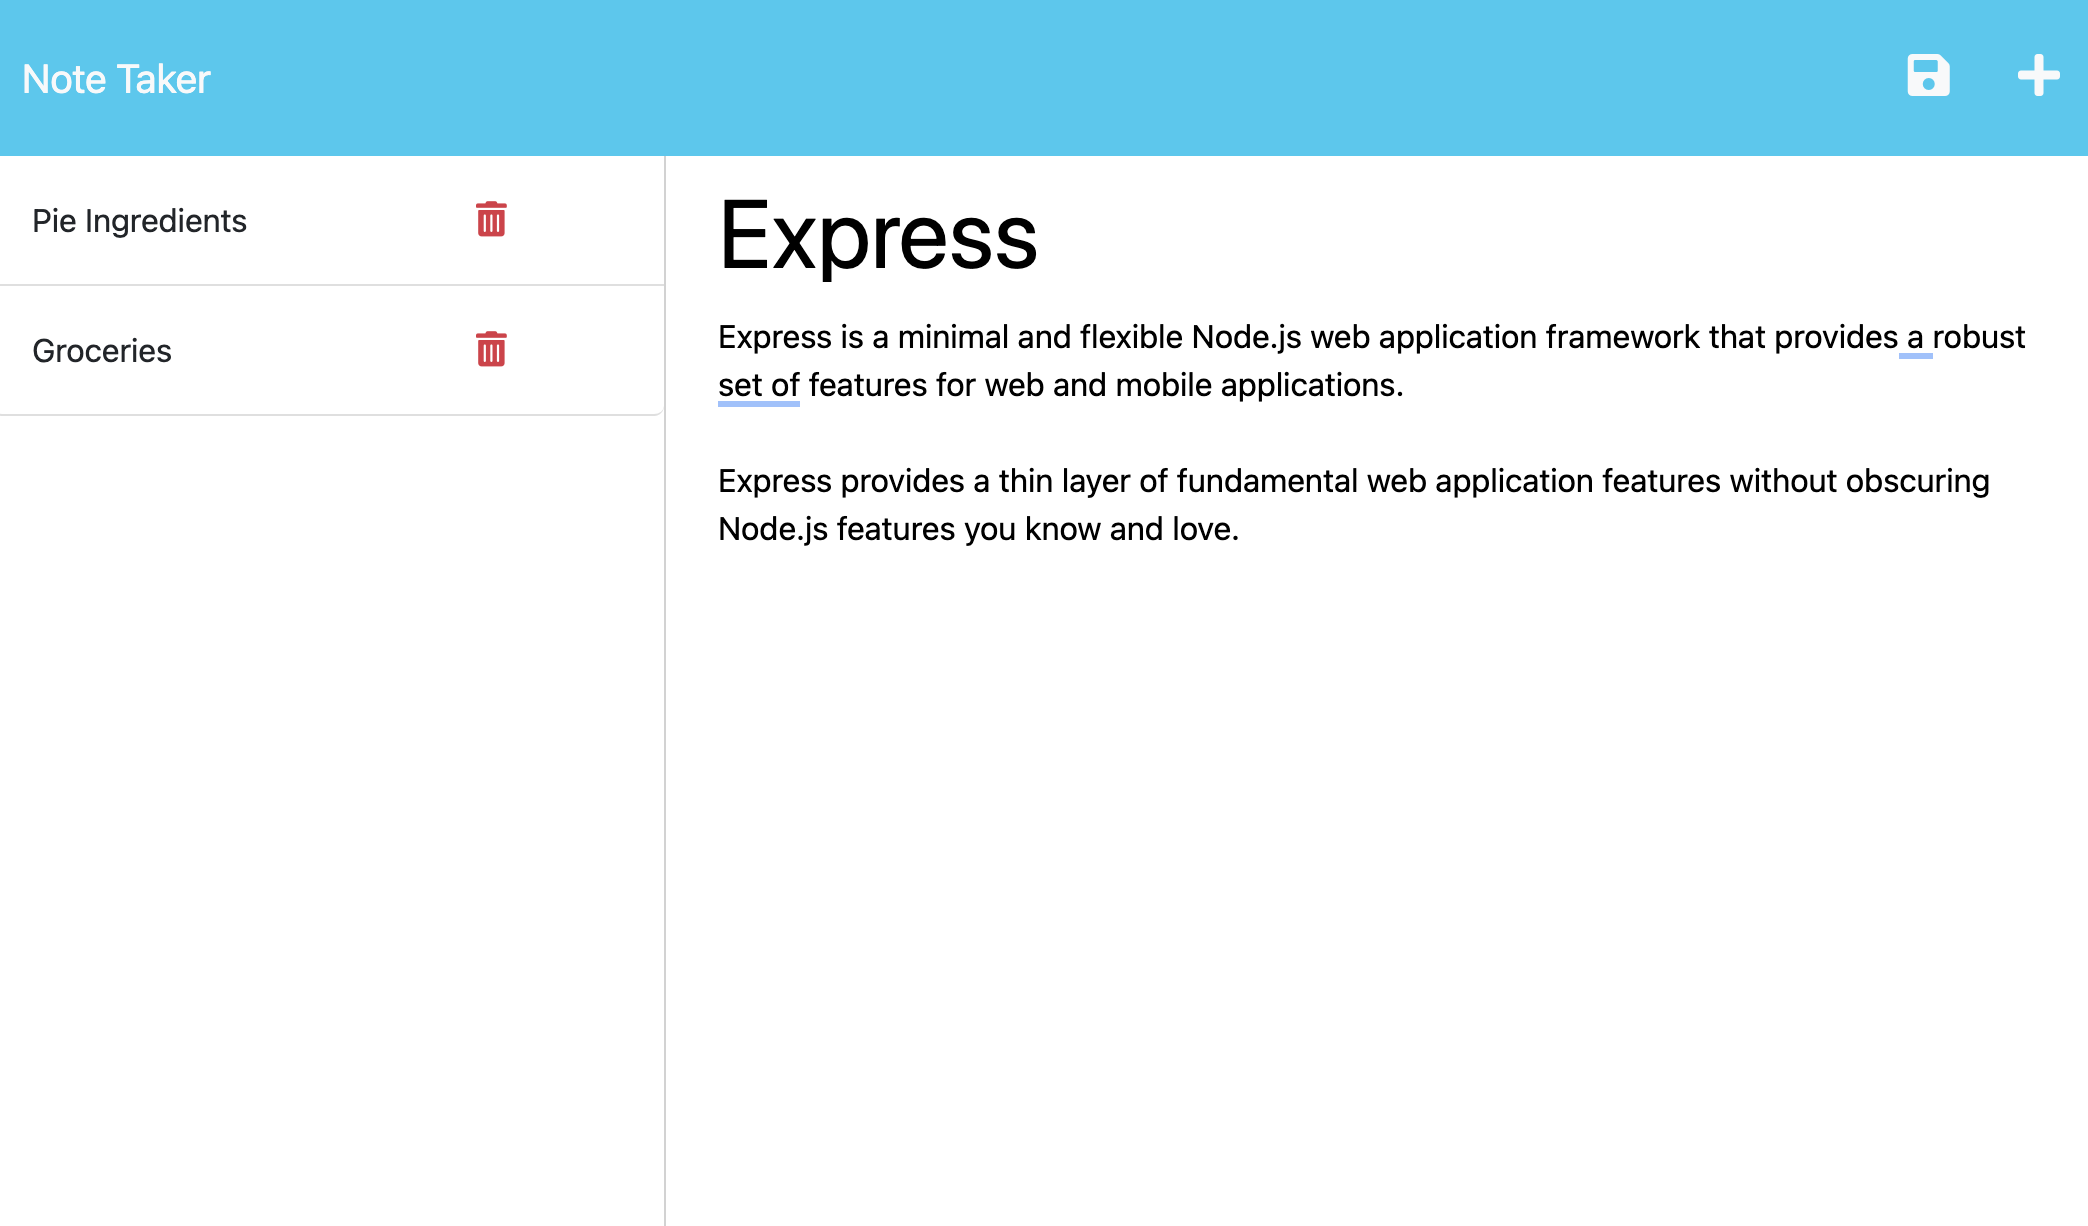 Note Taker
Pie Ingredients
Groceries
Express
Express is a minimal and flexible Node.js web application framework that provides a robust
set of features for web and mobile applications.
Express provides a thin layer of fundamental web application features without obscuring
Node.js features you know and love.